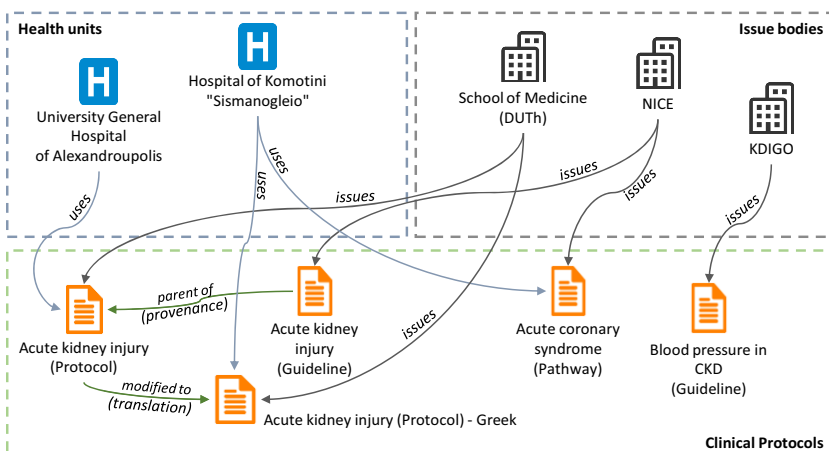 Health units
Issue bodies
H
H
Hospital of Komotini
"Sismanogleio"
University General
Hospital
of Alexandroupolis
School of Medicine
(DUTh)
NICE
KDIGO
uses
uses
uses
issues
issues
issues
issues
issues
parent of
(provenance)
Acute kidney injury
(Protocol)
Acute kidney
injury
(Guideline)
Acute coronary
syndrome
(Pathway)
Blood pressure in
CKD
(Guideline)
modified to
(translation)
Acute kidney injury (Protocol) - Greek
Clinical Protocols